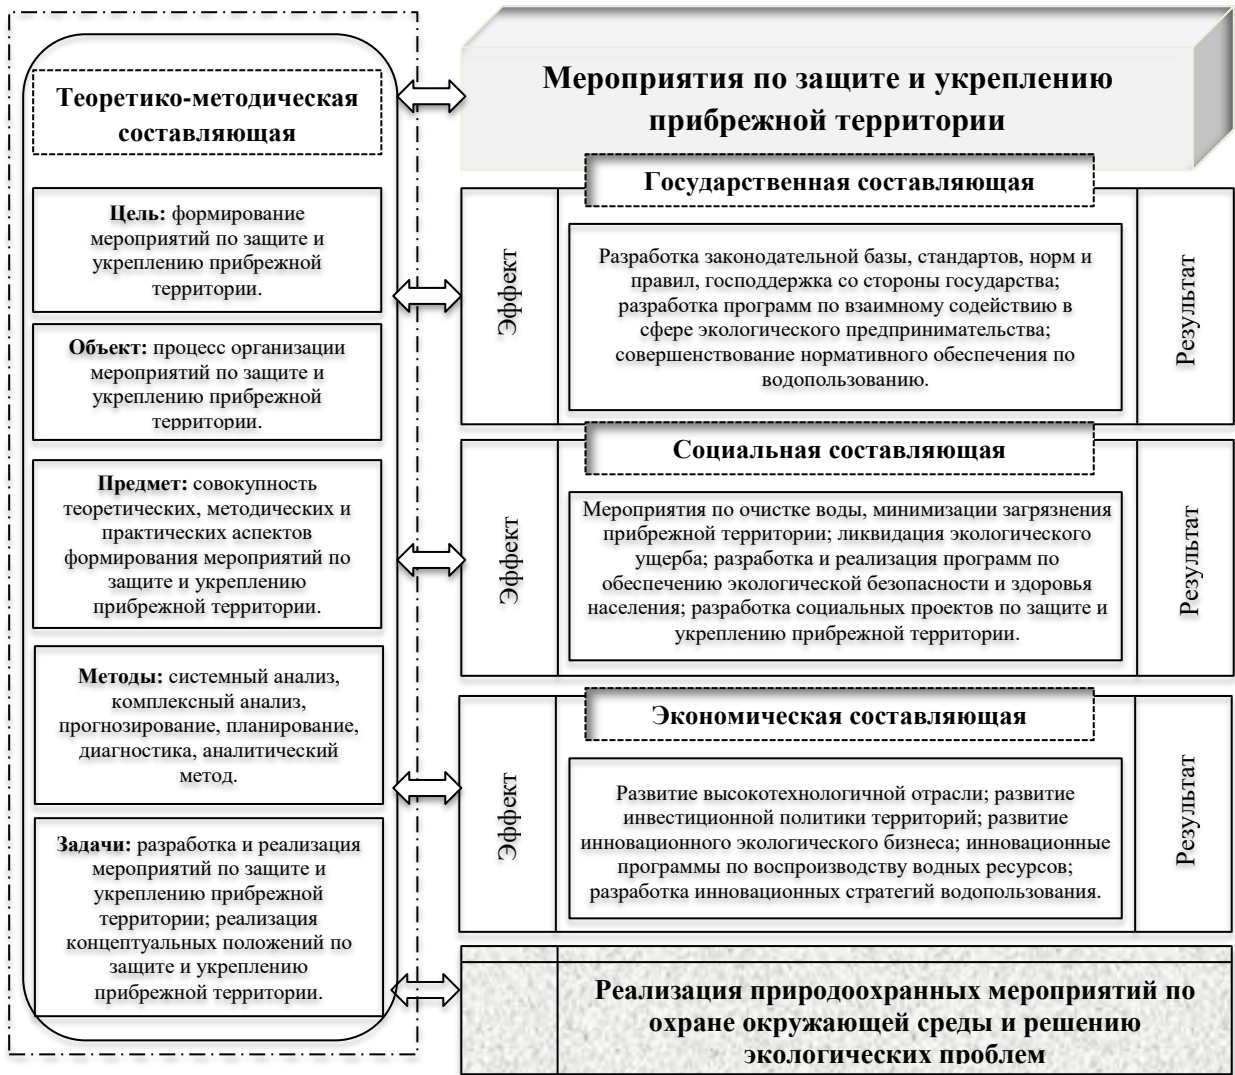 Теоретико-методическая
составляющая
Цель: формирование
мероприятий по защите и
укреплению прибрежной
территории.
Объект: процесс организации
мероприятий по защите и
укреплению прибрежной
территории.
Предмет: совокупность
теоретических, методических и
практических аспектов
формирования мероприятий по
защите и укреплению
прибрежной территории.
Методы: системный анализ,
комплексный анализ,
прогнозирование, планирование,
диагностика, аналитический
метод.
Задачи: разработка и реализация
мероприятий по защите и
укреплению прибрежной
территории; реализация
концептуальных положений по
защите и укреплению
прибрежной территории.
Мероприятия по защите и укреплению
прибрежной территории
Государственная составляющая
Эффект
Разработка законодательной базы, стандартов, норм и
правил, господдержка со стороны государства;
разработка программ по взаимному содействию в
сфере экологического предпринимательства;
совершенствование нормативного обеспечения по
водопользованию.
Результат
Социальная составляющая
Эффект
Мероприятия по очистке воды, минимизации загрязнения
прибрежной территории; ликвидация экологического
ущерба; разработка и реализация программ по
обеспечению экологической безопасности и здоровья
населения; разработка социальных проектов по защите и
укреплению прибрежной территории.
Результат
Экономическая составляющая
Эффект
Развитие высокотехнологичной отрасли; развитие
инвестиционной политики территорий; развитие
инновационного экологического бизнеса; инновационные
программы по воспроизводству водных ресурсов;
разработка инновационных стратегий водопользования.
Результат
Реализация природоохранных мероприятий по
охране окружающей среды и решению
экологических проблем